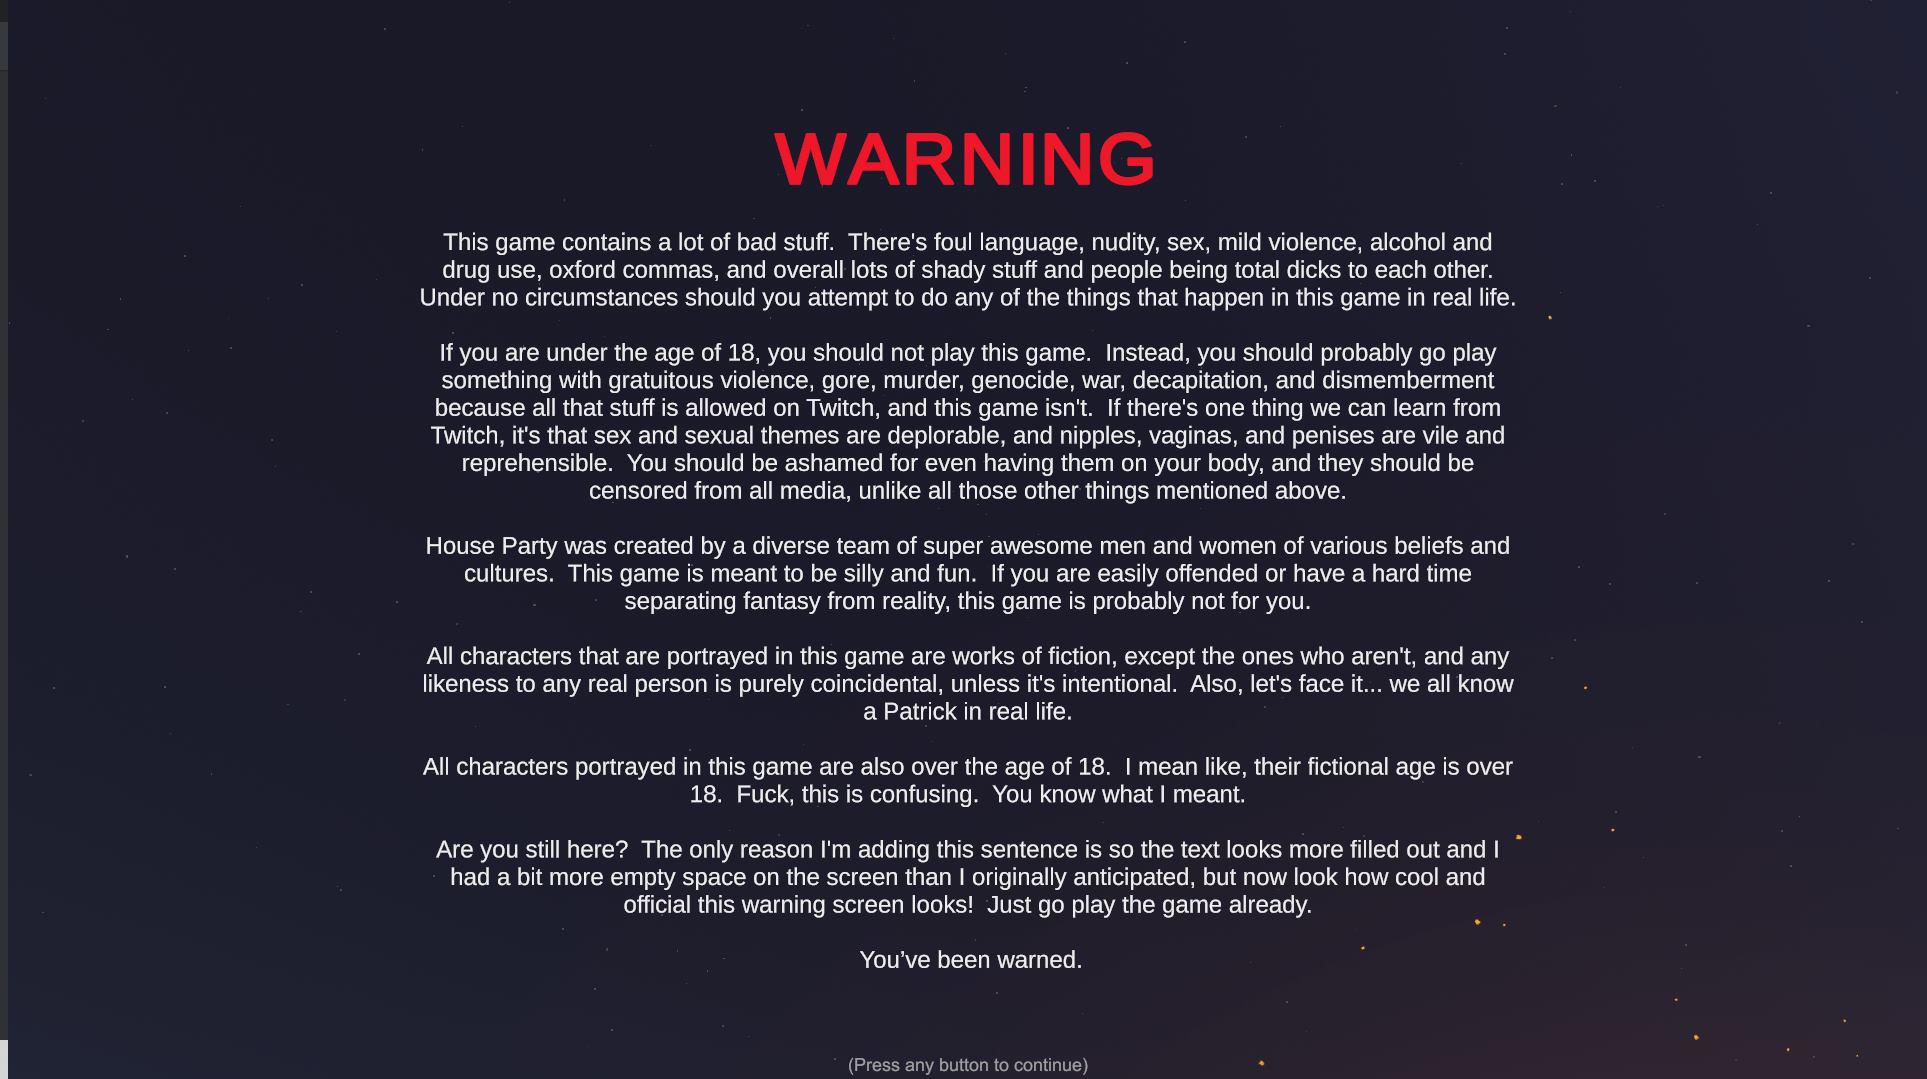 WARNING
This game contains a lot of bad stuff.  There's foul language, nudity, sex, mild violence, alcohol and
drug use, oxford commas, and overall lots of shady stuff and people being total dicks to each other.
Under no circumstances should you attempt to do any of the things that happen in this game in real life.
If you are under the age of 18, you should not play this game.  Instead, you should probably go play
something with gratuitous violence, gore, murder, genocide, war, decapitation, and dismemberment
because all that stuff is allowed on Twitch, and this game isn't.  If there's one thing we can learn from
Twitch, it's that sex and sexual themes are deplorable, and nipples, vaginas, and penises are vile and
reprehensible.  You should be ashamed for even having them on your body, and they should be
censored from all media, unlike all those other things mentioned above.
House Party was created by a diverse team of super awesome men and women of various beliefs and
cultures.  This game is meant to be silly and fun.  If you are easily offended or have a hard time
separating fantasy from reality, this game is probably not for you.
All characters that are portrayed in this game are works of fiction, except the ones who aren't, and any
likeness to any real person is purely coincidental, unless it's intentional.  Also, let's face it... we all know
a Patrick in real life.
All characters portrayed in this game are also over the age of 18.  I mean like, their fictional age is over
18.  Fuck, this is confusing.  You know what I meant.
Are you still here?  The only reason I'm adding this sentence is so the text looks more filled out and I
had a bit more empty space on the screen than I originally anticipated, but now look how cool and
official this warning screen looks!  Just go play the game already.
You’ve been warned.
(Press any button to continue)